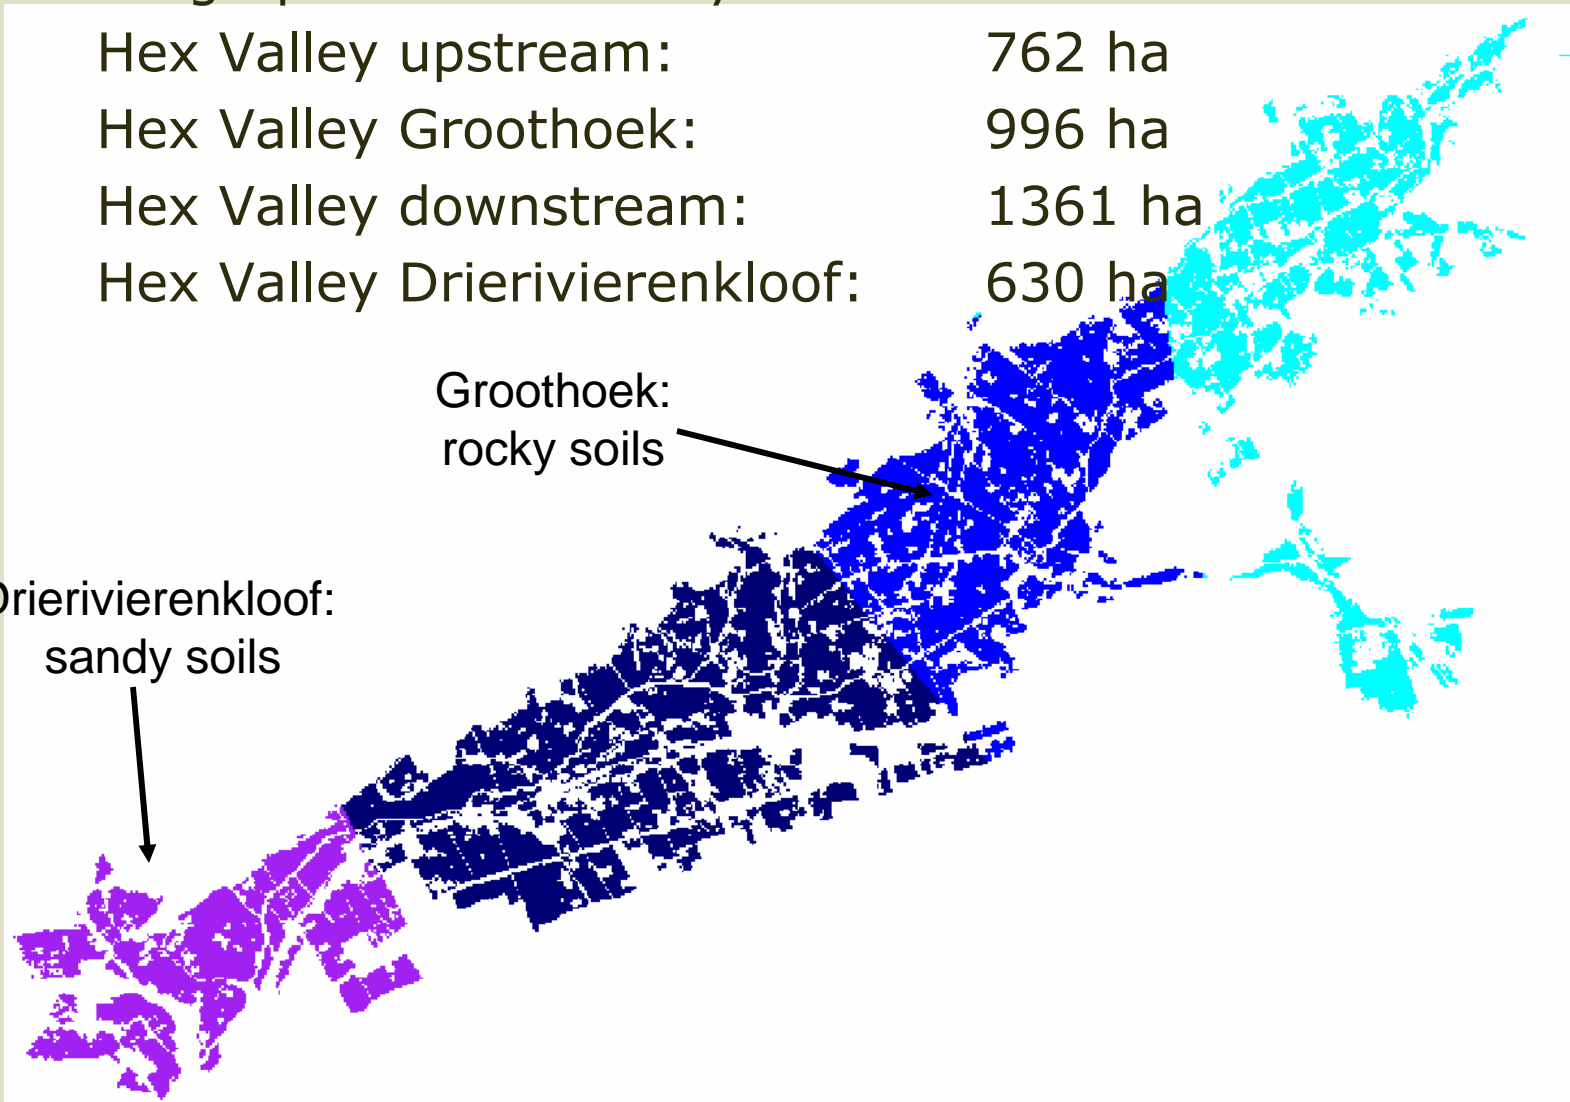 Hex Valley upstream: 762 ha
Hex Valley Groothoek: 996 ha
Hex Valley downstream: 1361 ha
Hex Valley Drierivierenkloof: 630 ha
Groothoek:
rocky soils
Drierivierenkloof:
sandy soils